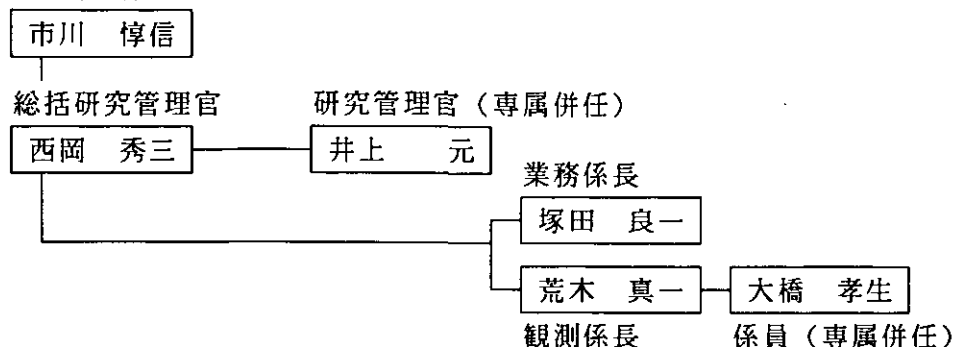 市川 惇信
総括研究管理官 研究管理官（専属併任）
西岡 秀三 井上 元
業務係長
塚田 良一
荒木 真一 大橋 孝生
観測係長 係員（専属併任）